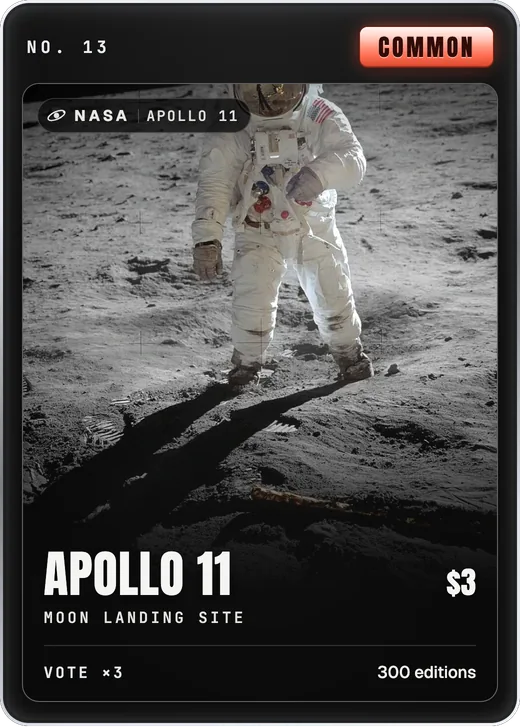 NO. 13
COMMON
NASA | APOLLO 11
APOLLO 11
$3
MOON LANDING SITE
VOTE ×3
300 editions